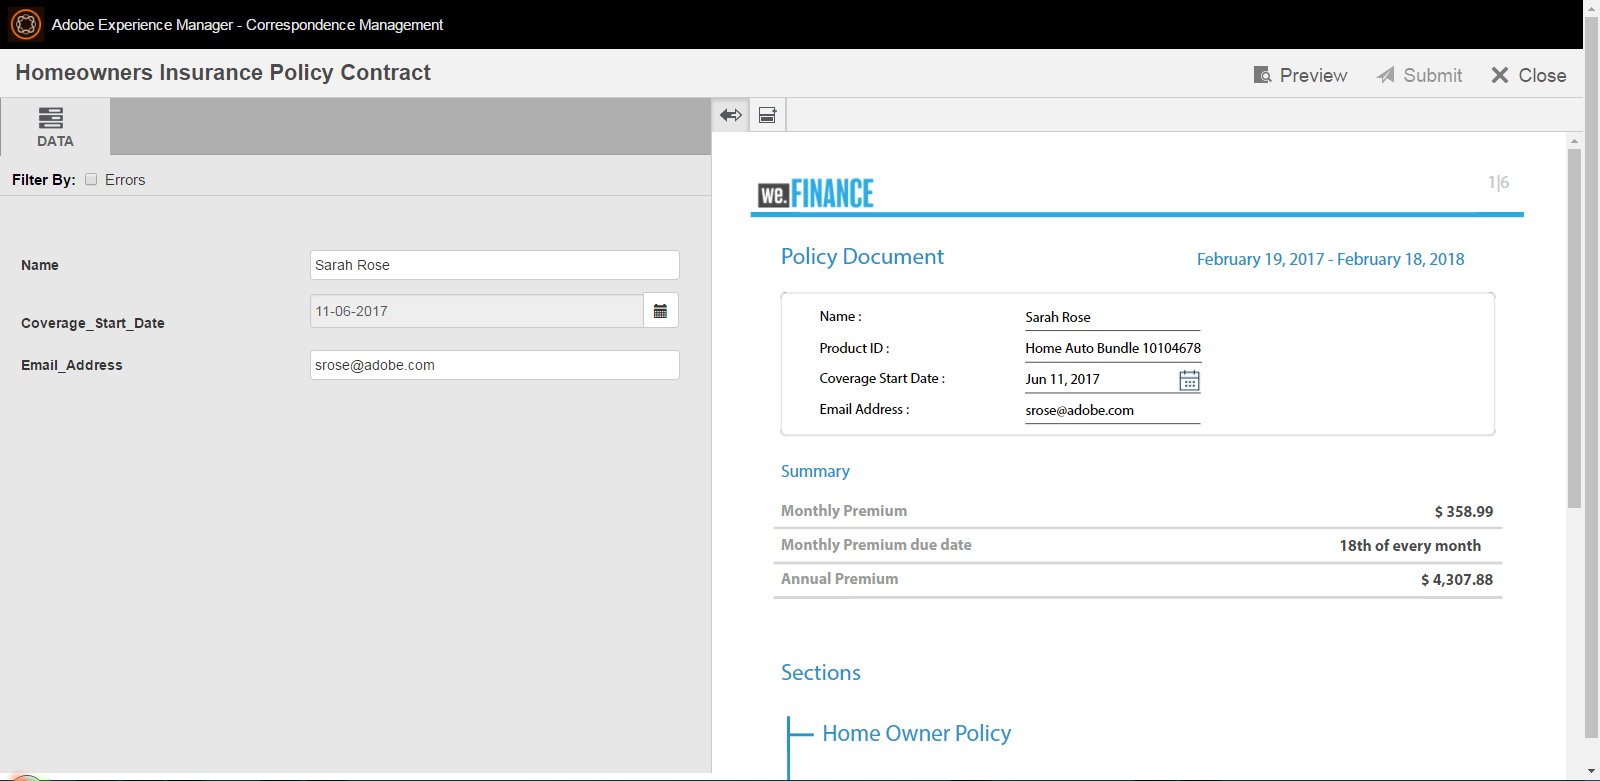 Adobe Experience Manager - Correspondence Management
Homeowners Insurance Policy Contract
Preview
Submit
Close
DATA
Filter By: Errors
Name
Sarah Rose
Coverage_Start_Date
11-06-2017
Email_Address
srose@adobe.com
we.FINANCE
1|6
Policy Document
February 19, 2017 - February 18, 2018
Name : Sarah Rose
Product ID : Home Auto Bundle 10104678
Coverage Start Date : Jun 11, 2017
Email Address : srose@adobe.com
Summary
Monthly Premium $ 358.99
Monthly Premium due date 18th of every month
Annual Premium $ 4,307.88
Sections
Home Owner Policy